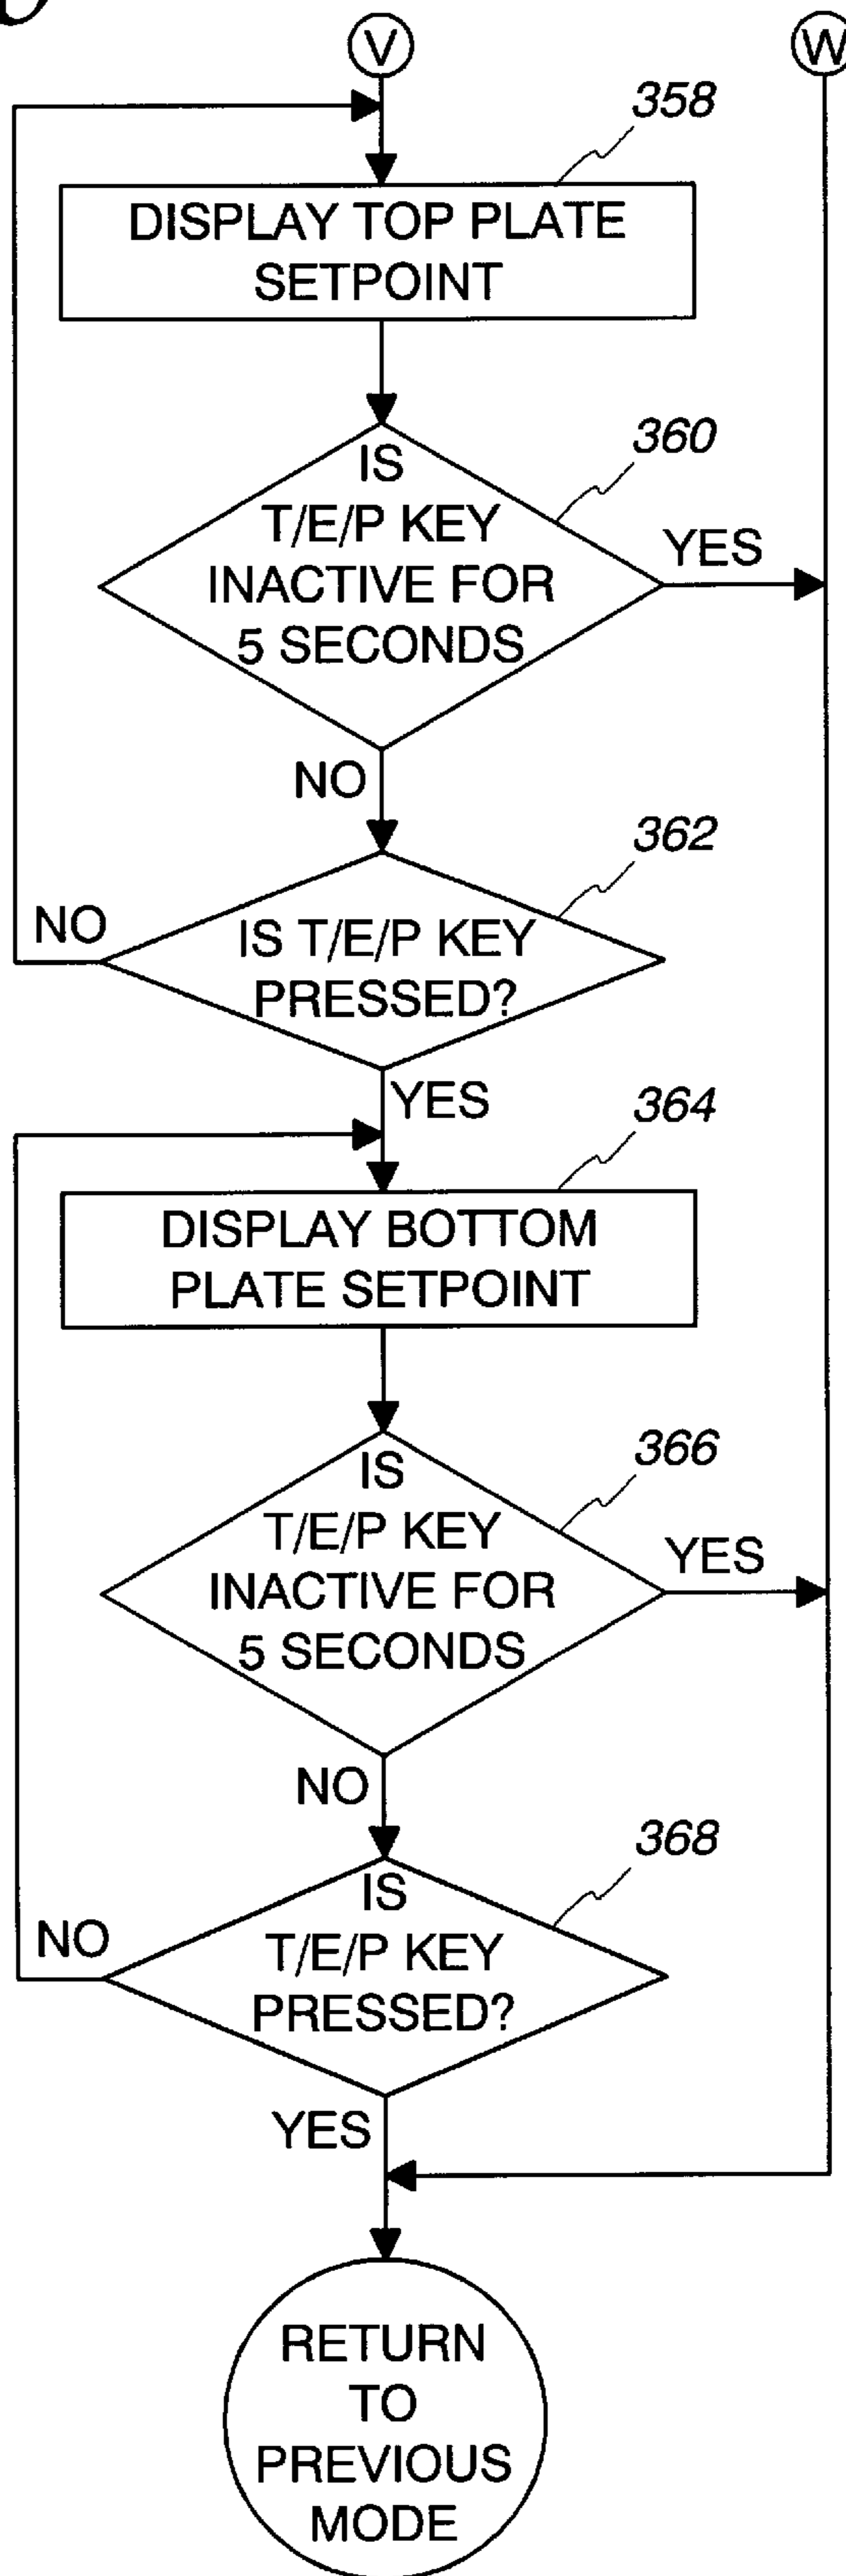 V
W
358
DISPLAY TOP PLATE
SETPOINT
360
IS
T/E/P KEY
INACTIVE FOR
5 SECONDS
YES
NO
362
NO
IS T/E/P KEY
PRESSED?
YES
364
DISPLAY BOTTOM
PLATE SETPOINT
366
IS
T/E/P KEY
INACTIVE FOR
5 SECONDS
YES
NO
368
NO
IS
T/E/P KEY
PRESSED?
YES
RETURN
TO
PREVIOUS
MODE